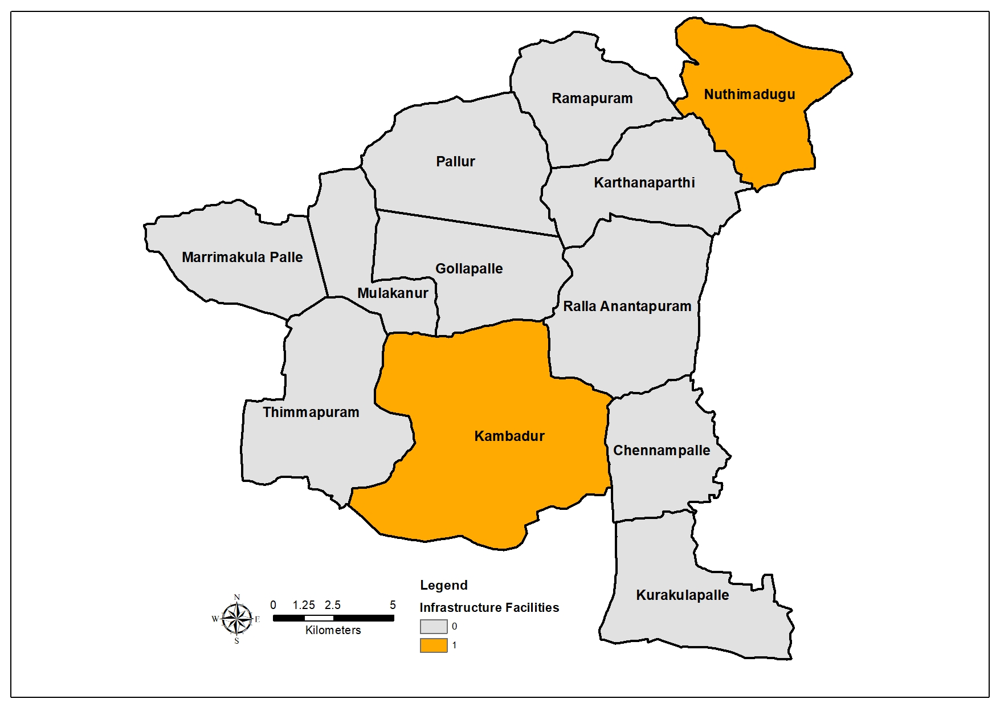 Ramapuram
Nuthimadugu
Pallur
Karthanaparthi
Marrimakula Palle
Gollapalle
Mulakanur
Ralla Anantapuram
Thimmapuram
Kambadur
Chennampalle
Kurakulapalle
N
W E
S
0 1.25 2.5 5
Kilometers
Legend
Infrastructure Facilities
0
1